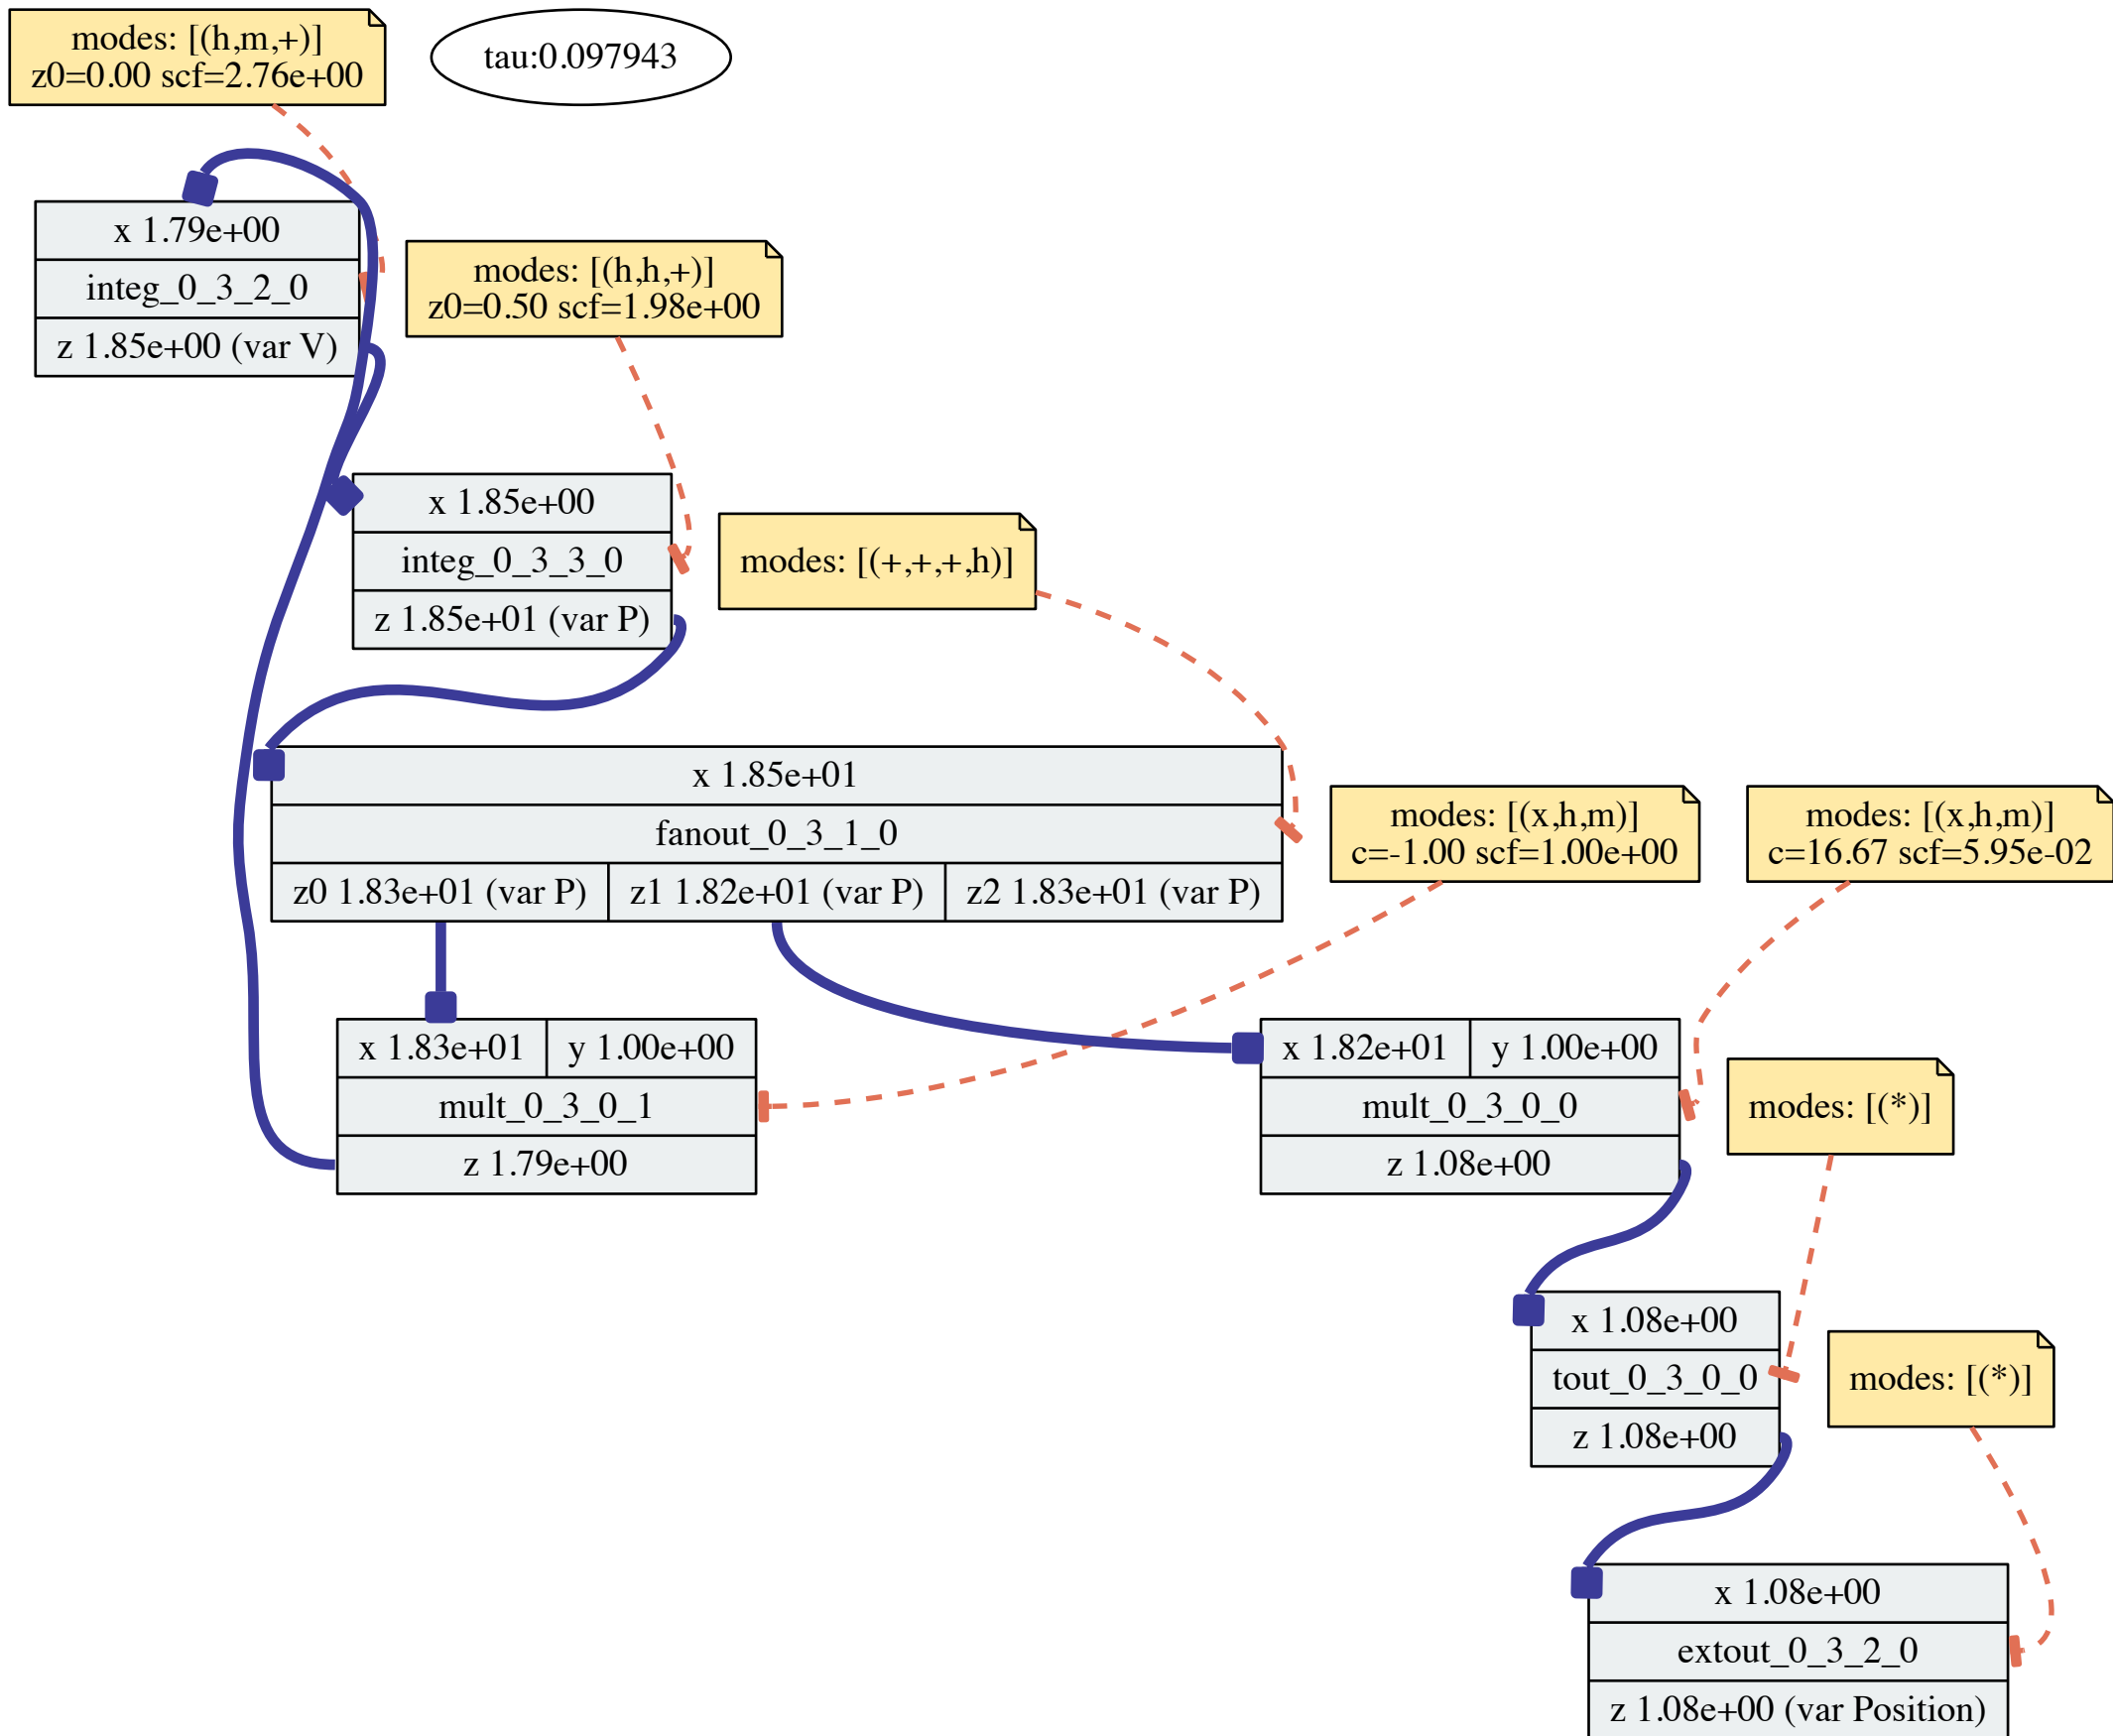 modes: [(h,m,+)]
z0=0.00 scf=2.76e+00
tau:0.097943
x 1.79e+00
integ_0_3_2_0
z 1.85e+00 (var V)
modes: [(h,h,+)]
z0=0.50 scf=1.98e+00
x 1.85e+00
integ_0_3_3_0
z 1.85e+01 (var P)
modes: [(+,+,+,h)]
x 1.85e+01
fanout_0_3_1_0
z0 1.83e+01 (var P) z1 1.82e+01 (var P) z2 1.83e+01 (var P)
modes: [(x,h,m)]
c=-1.00 scf=1.00e+00
modes: [(x,h,m)]
c=16.67 scf=5.95e-02
x 1.83e+01 y 1.00e+00
mult_0_3_0_1
z 1.79e+00
x 1.82e+01 y 1.00e+00
mult_0_3_0_0
z 1.08e+00
modes: [(*)]
x 1.08e+00
tout_0_3_0_0
z 1.08e+00
modes: [(*)]
x 1.08e+00
extout_0_3_2_0
z 1.08e+00 (var Position)